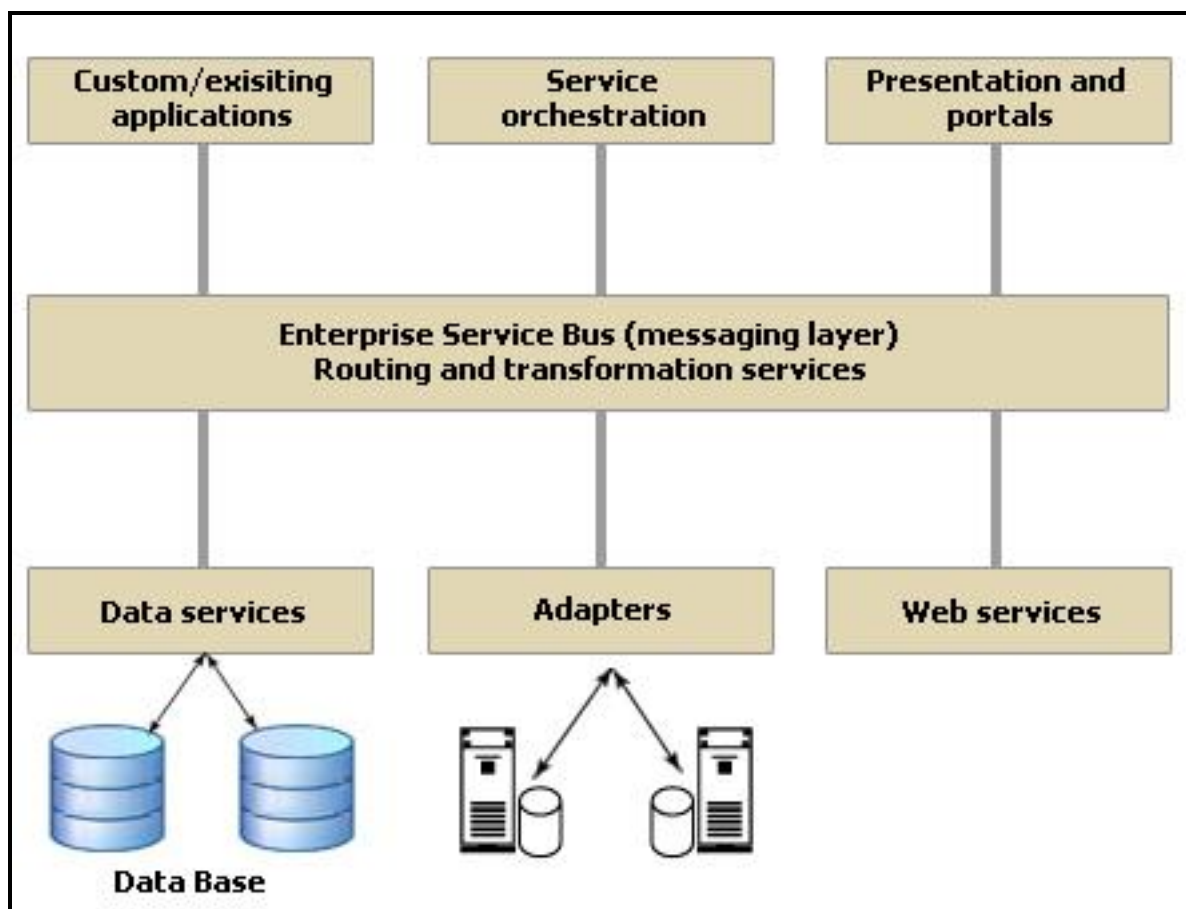 Custom/exisiting
applications
Service
orchestration
Presentation and
portals
Enterprise Service Bus (messaging layer)
Routing and transformation services
Data services
Adapters
Web services
Data Base